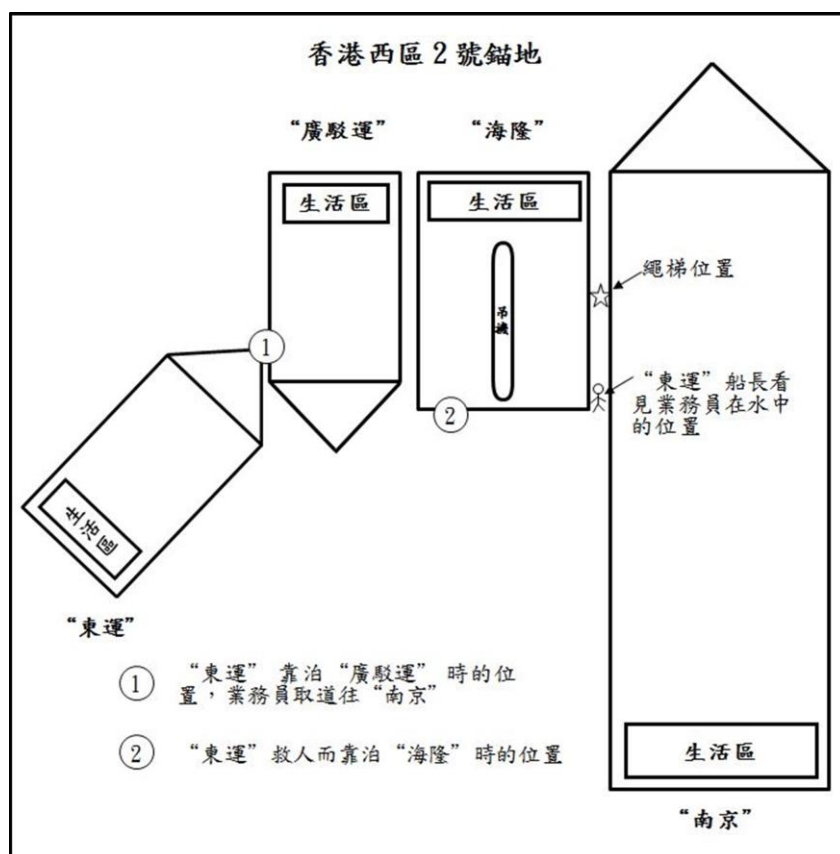 香港西區 2 號錨地
“廣駁運”
“海隆”
生活區
生活區
繩梯位置
吊機
①
“東運” 船長看
見業務員在水中
的位置
②
生活區
“東運”
① “東運” 靠泊 “廣駁運” 時的位
置，業務員取道往 “南京”
② “東運” 救人而靠泊 “海隆” 時的位置
生活區
“南京”